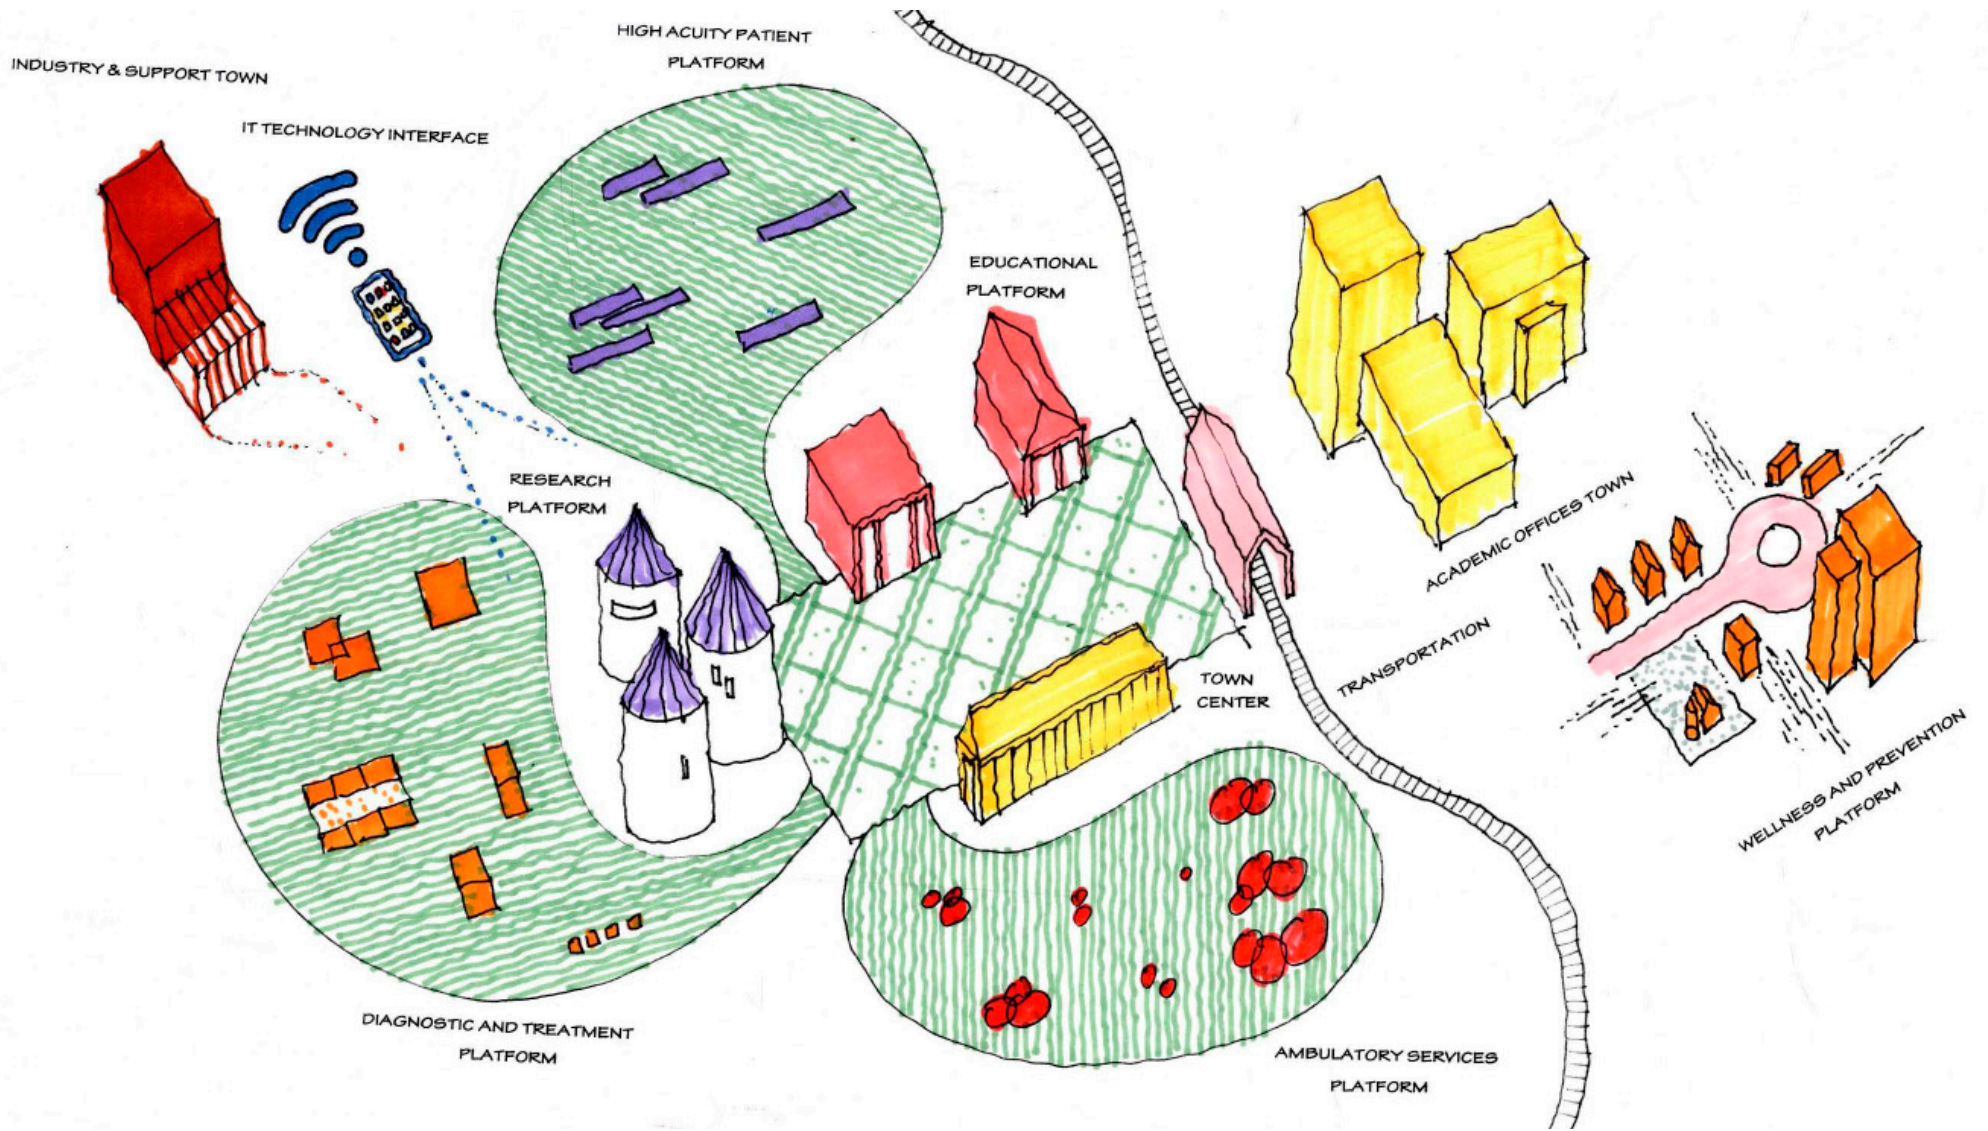 HIGH ACUITY PATIENT
PLATFORM
INDUSTRY & SUPPORT TOWN
IT TECHNOLOGY INTERFACE
EDUCATIONAL
PLATFORM
RESEARCH
PLATFORM
ACADEMIC OFFICES TOWN
TRANSPORTATION
TOWN
CENTER
WELLNESS AND PREVENTION
PLATFORM
DIAGNOSTIC AND TREATMENT
PLATFORM
AMBULATORY SERVICES
PLATFORM